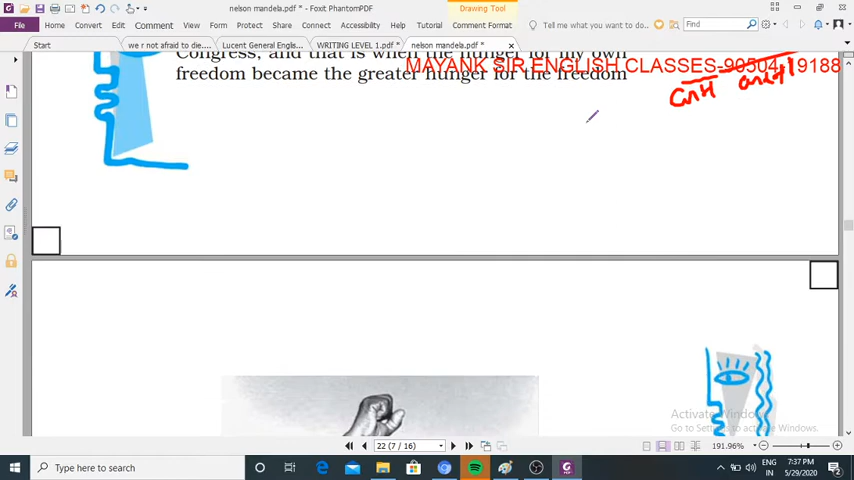 nelson mandela.pdf * - Foxit PhantomPDF
Drawing Tool
File Home Edit Comment View Form Protect Share Connect Accessibility Help Tutorial Comment Format Tell me what you want to do...
Find
Start we r not afraid to die.... Lucent General Engli... WRITING LEVEL 1.pdf * nelson mandela.pdf *
Congress, and that is when the hunger for my own
freedom became the greater hunger for the freedom
MAYANK SIR ENGLISH CLASSES-90504 19188
Activate Windows
Go to Settings to activate Windows.
22 (7 / 16) 191.96%
Type here to search
ENG
IN
7:37 PM
5/29/2020
2